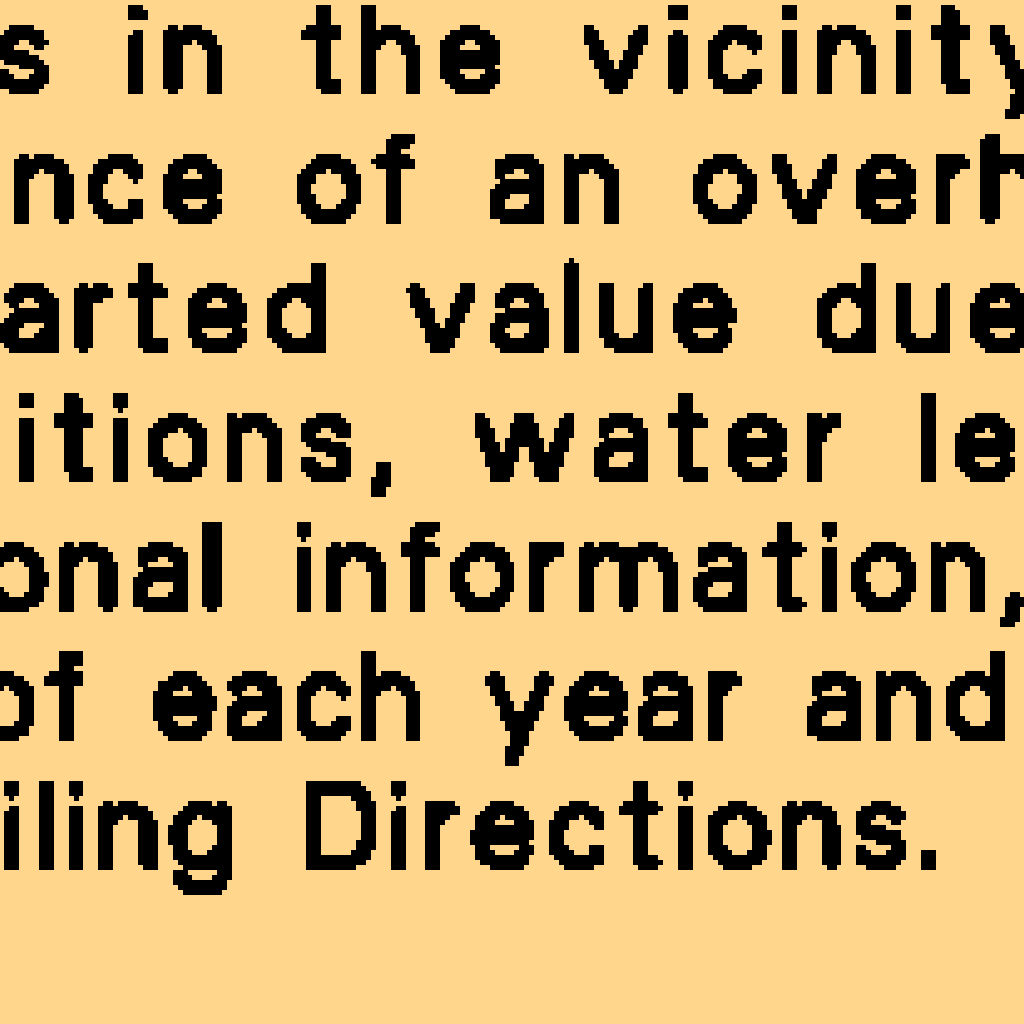 s in the vicinity
nce of an overh
arted value due
itions, water le
onal information,
of each year and
iling Directions.